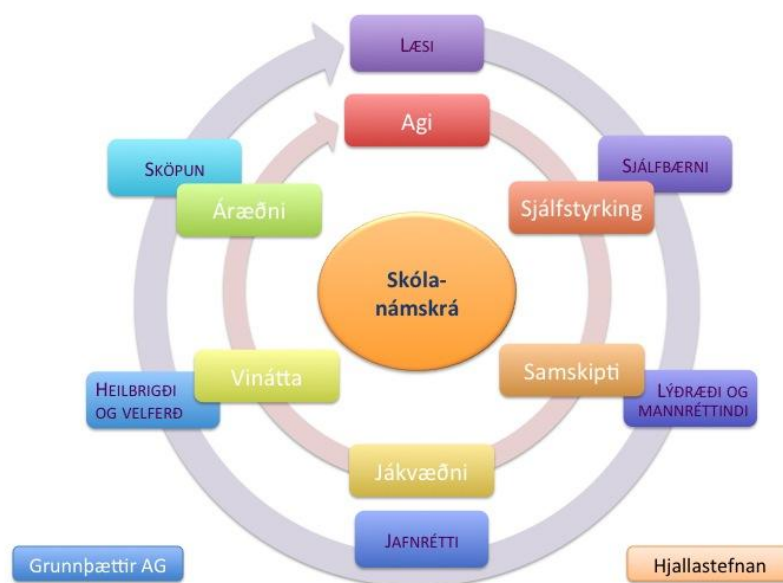 LÆSI
Agi
SKÖPUN
SJÁLFBÆRNI
Áræðni
Sjálfstyrking
Skóla-
námskrá
HEILBRIGÐI
OG VELFERÐ
Vinátta
Samskipti
LÝÐRÆÐI OG
MANNRÉTTINDI
Jákvæðni
JAFNRÉTTI
Grunnþættir AG
Hjallastefnan